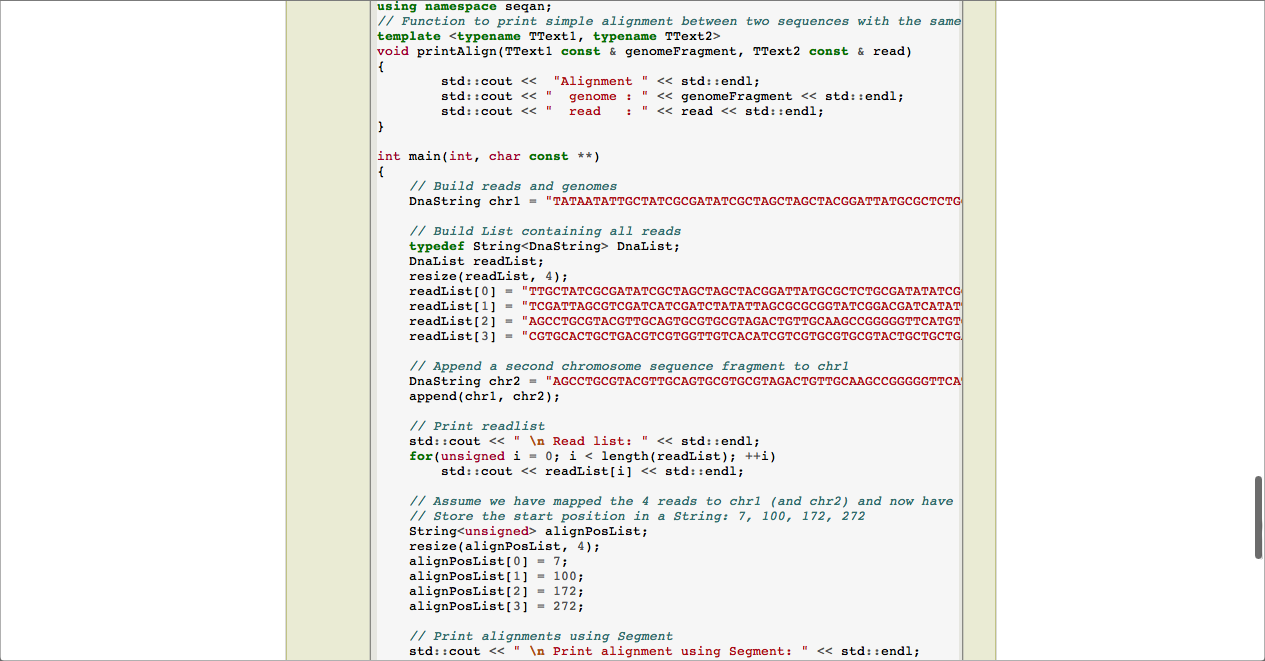 using namespace seqan;
// Function to print simple alignment between two sequences with the same
template <typename TText1, typename TText2>
void printAlign(TText1 const & genomeFragment, TText2 const & read)
{
        std::cout <<  "Alignment " << std::endl;
        std::cout << "  genome : " << genomeFragment << std::endl;
        std::cout << "  read   : " << read << std::endl;
}

int main(int, char const **)
{
    // Build reads and genomes
    DnaString chr1 = "TATAATATTGCTATCGCGATATCGCTAGCTAGCTACGGATTATGCGCTCTG

    // Build List containing all reads
    typedef String<DnaString> DnaList;
    DnaList readList;
    resize(readList, 4);
    readList[0] = "TTGCTATCGCGATATCGCTAGCTAGCTACGGATTATGCGCTCTGCGATATATCG
    readList[1] = "TCGATTAGCGTCGATCATCGATCTATATTAGCGCGCGGTATCGGACGATCATAT
    readList[2] = "AGCCTGCGTACGTTGCAGTGCGTGCGTAGACTGTTGCAAGCCGGGGGTTCATGT
    readList[3] = "CGTGCACTGCTGACGTCGTGGTTGTCACATCGTCGTGCGTGCGTACTGCTGCTG

    // Append a second chromosome sequence fragment to chr1
    DnaString chr2 = "AGCCTGCGTACGTTGCAGTGCGTGCGTAGACTGTTGCAAGCCGGGGGTTCA
    append(chr1, chr2);

    // Print readlist
    std::cout << " \n Read list: " << std::endl;
    for(unsigned i = 0; i < length(readList); ++i)
        std::cout << readList[i] << std::endl;

    // Assume we have mapped the 4 reads to chr1 (and chr2) and now have
    // Store the start position in a String: 7, 100, 172, 272
    String<unsigned> alignPosList;
    resize(alignPosList, 4);
    alignPosList[0] = 7;
    alignPosList[1] = 100;
    alignPosList[2] = 172;
    alignPosList[3] = 272;

    // Print alignments using Segment
    std::cout << " \n Print alignment using Segment: " << std::endl;